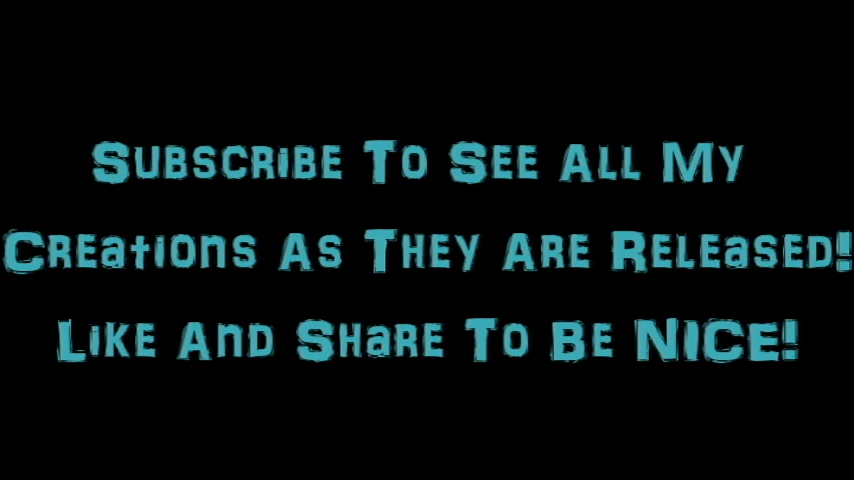 Subscribe To See All My
Creations As They Are Released!
Like And Share To Be NICE!